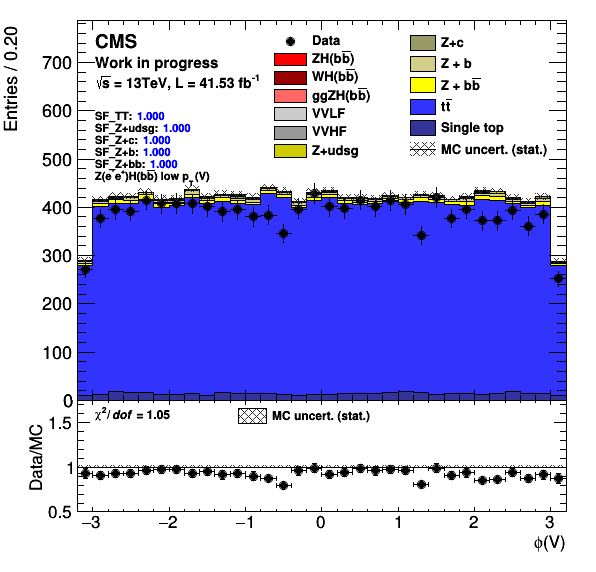 Entries / 0.20
CMS
Work in progress
√s = 13TeV, L = 41.53 fb⁻¹
SF_TT: 1.000
SF_Z+udsg: 1.000
SF_Z+c: 1.000
SF_Z+b: 1.000
SF_Z+bb: 1.000
Z(e⁻e⁺)H(bb̅) low p_T(V)
Data
ZH(bb̅)
WH(bb̅)
ggZH(bb̅)
VVLF
VVHF
Z+udsg
Z+c
Z + b
Z + bb̅
tt̅
Single top
MC uncert. (stat.)
700
600
500
400
300
200
100
0
χ²/dof = 1.05
MC uncert. (stat.)
Data/MC
1.5
1
0.5
−3 −2 −1 0 1 2 3
ϕ(V)